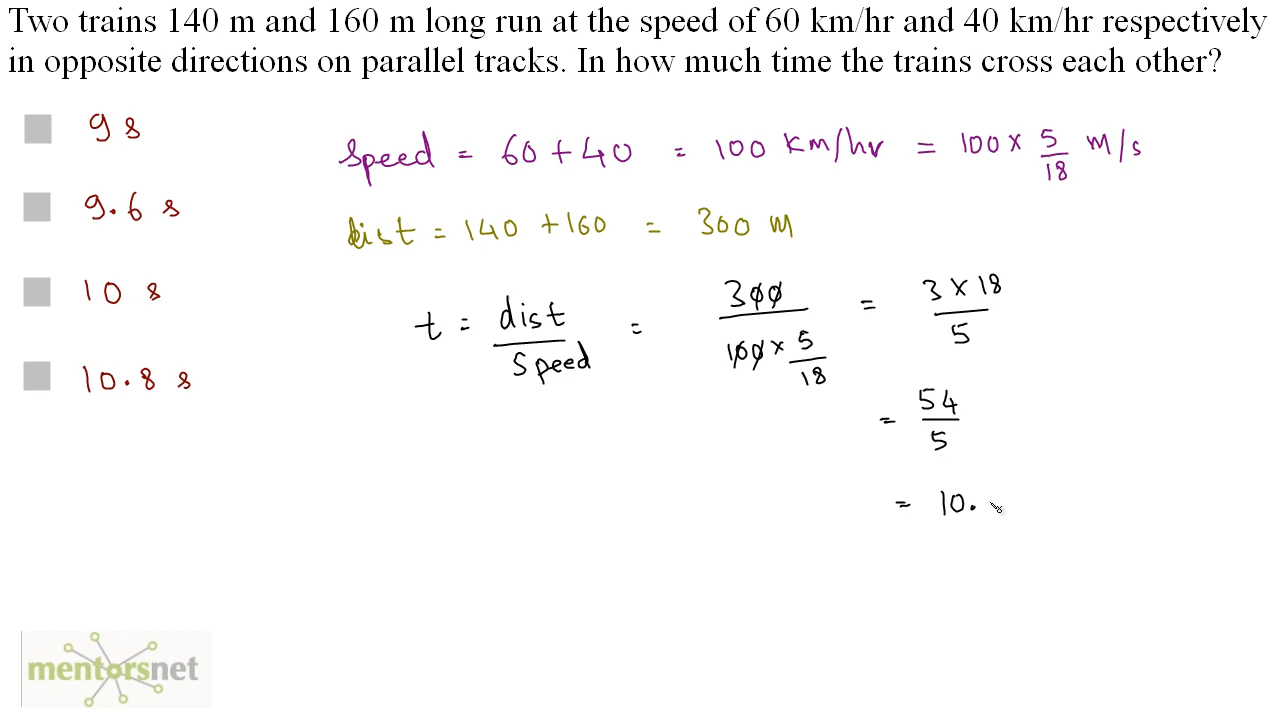 Two trains 140 m and 160 m long run at the speed of 60 km/hr and 40 km/hr respectively
in opposite directions on parallel tracks. In how much time the trains cross each other?
9 s
9.6 s
10 s
10.8 s
Speed = 60 + 40 = 100 km/hr = 100 × 5/18 m/s
dist = 140 + 160 = 300 m
t = dist/Speed = 300/(100 × 5/18) = (3 × 18)/5
= 54/5
= 10.
mentorsnet